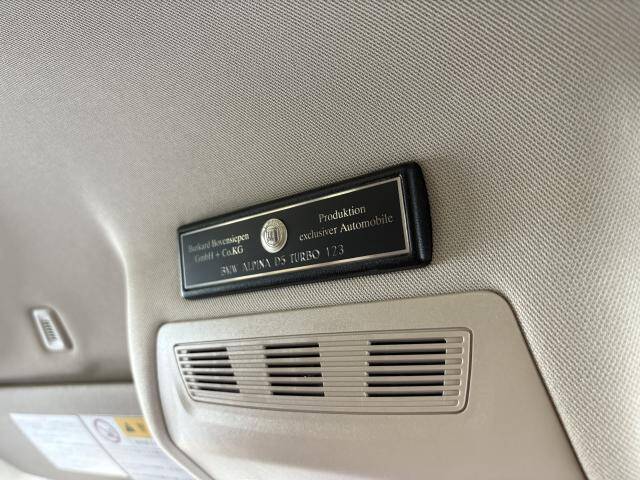 Burkard Bovensiepen
GmbH + Co.KG
Produktion
exclusiver Automobile
BMW ALPINA D5 TURBO 123